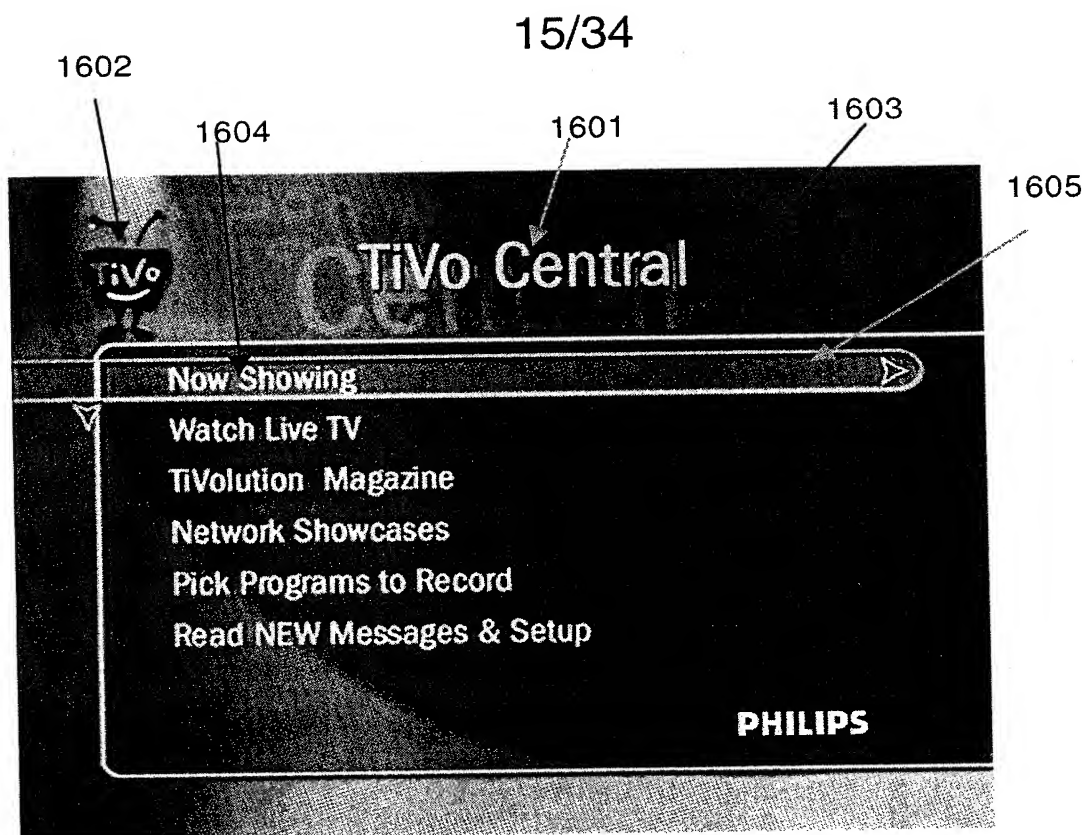 15/34
1602
1604
1601
1603
1605
TiVo
TiVo Central
Now Showing
Watch Live TV
TiVolution Magazine
Network Showcases
Pick Programs to Record
Read NEW Messages & Setup
PHILIPS